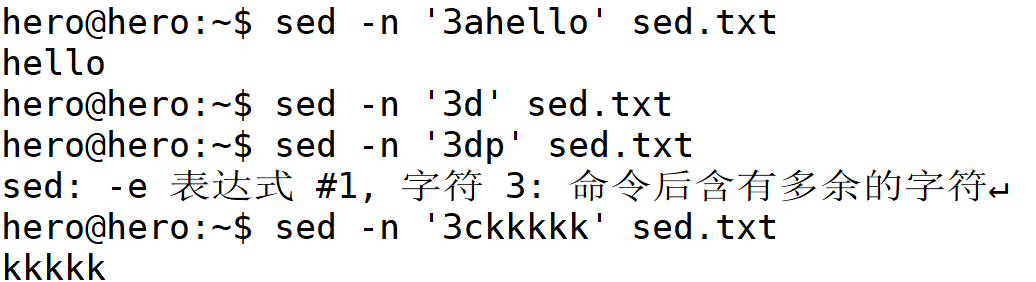 hero@hero:~$ sed -n '3ahello' sed.txt
hello
hero@hero:~$ sed -n '3d' sed.txt
hero@hero:~$ sed -n '3dp' sed.txt
sed: -e 表达式 #1, 字符 3: 命令后含有多余的字符↵
hero@hero:~$ sed -n '3ckkkkk' sed.txt
kkkkk